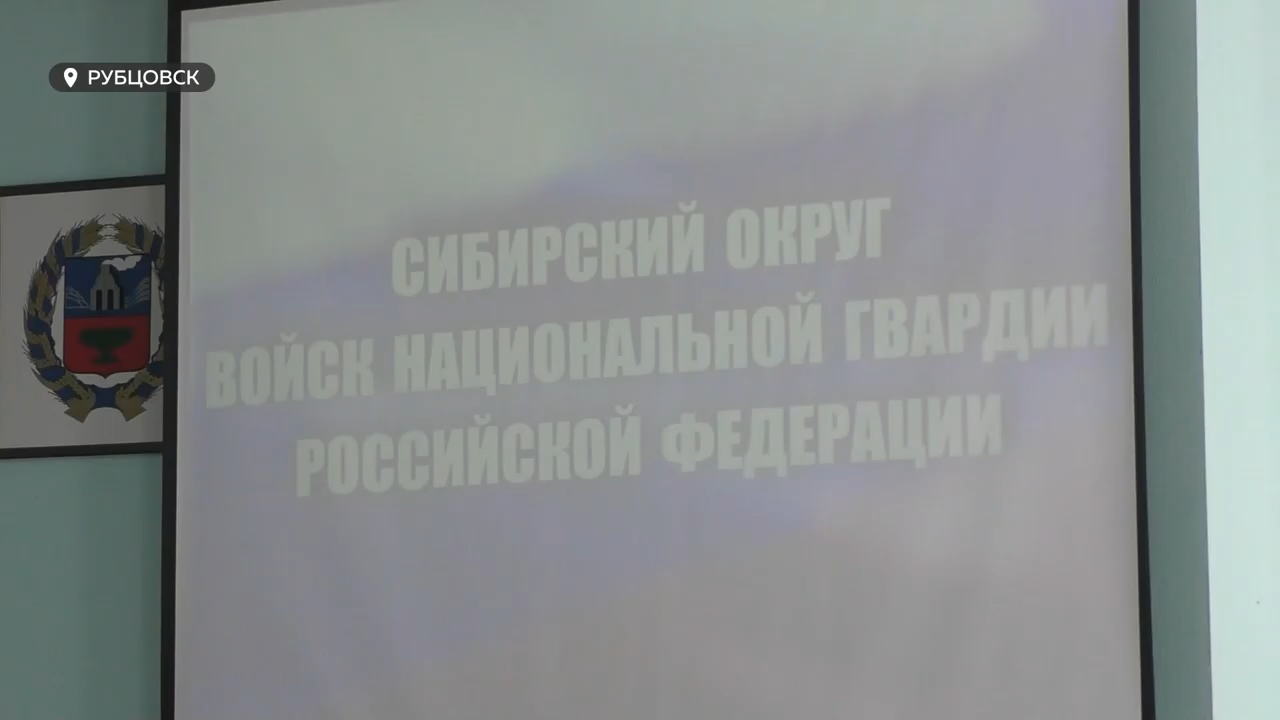 РУБЦОВСК
СИБИРСКИЙ ОКРУГ
ВОЙСК НАЦИОНАЛЬНОЙ ГВАРДИИ
РОССИЙСКОЙ ФЕДЕРАЦИИ